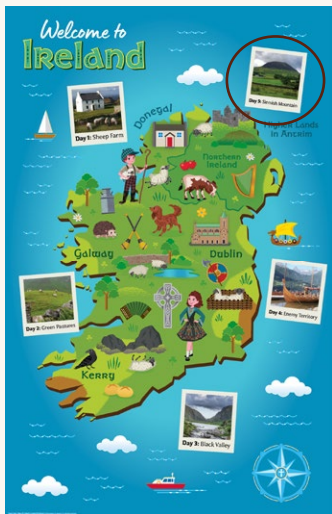 Welcome to
IRELAND
Day 5: Slemish Mountain
Donegal
Higher Lands
in Antrim
Day 1: Sheep Farm
Northern
Ireland
Galway
Dublin
Day 2: Green Pastures
Day 4: Enemy Territory
Kerry
Day 3: Black Valley